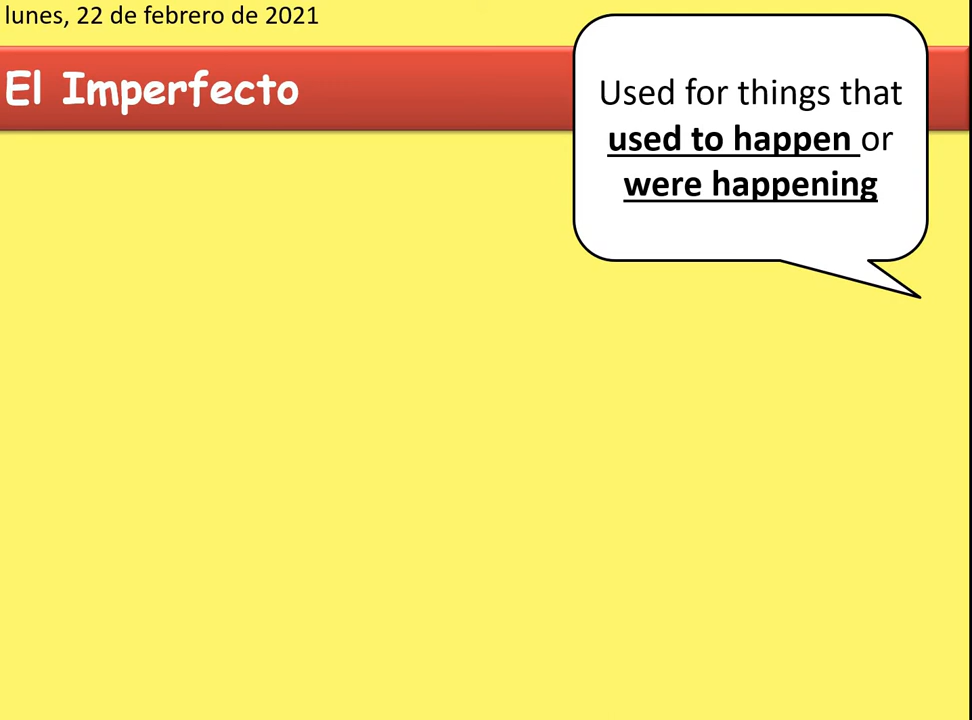 lunes, 22 de febrero de 2021
El Imperfecto
Used for things that
used to happen or
were happening